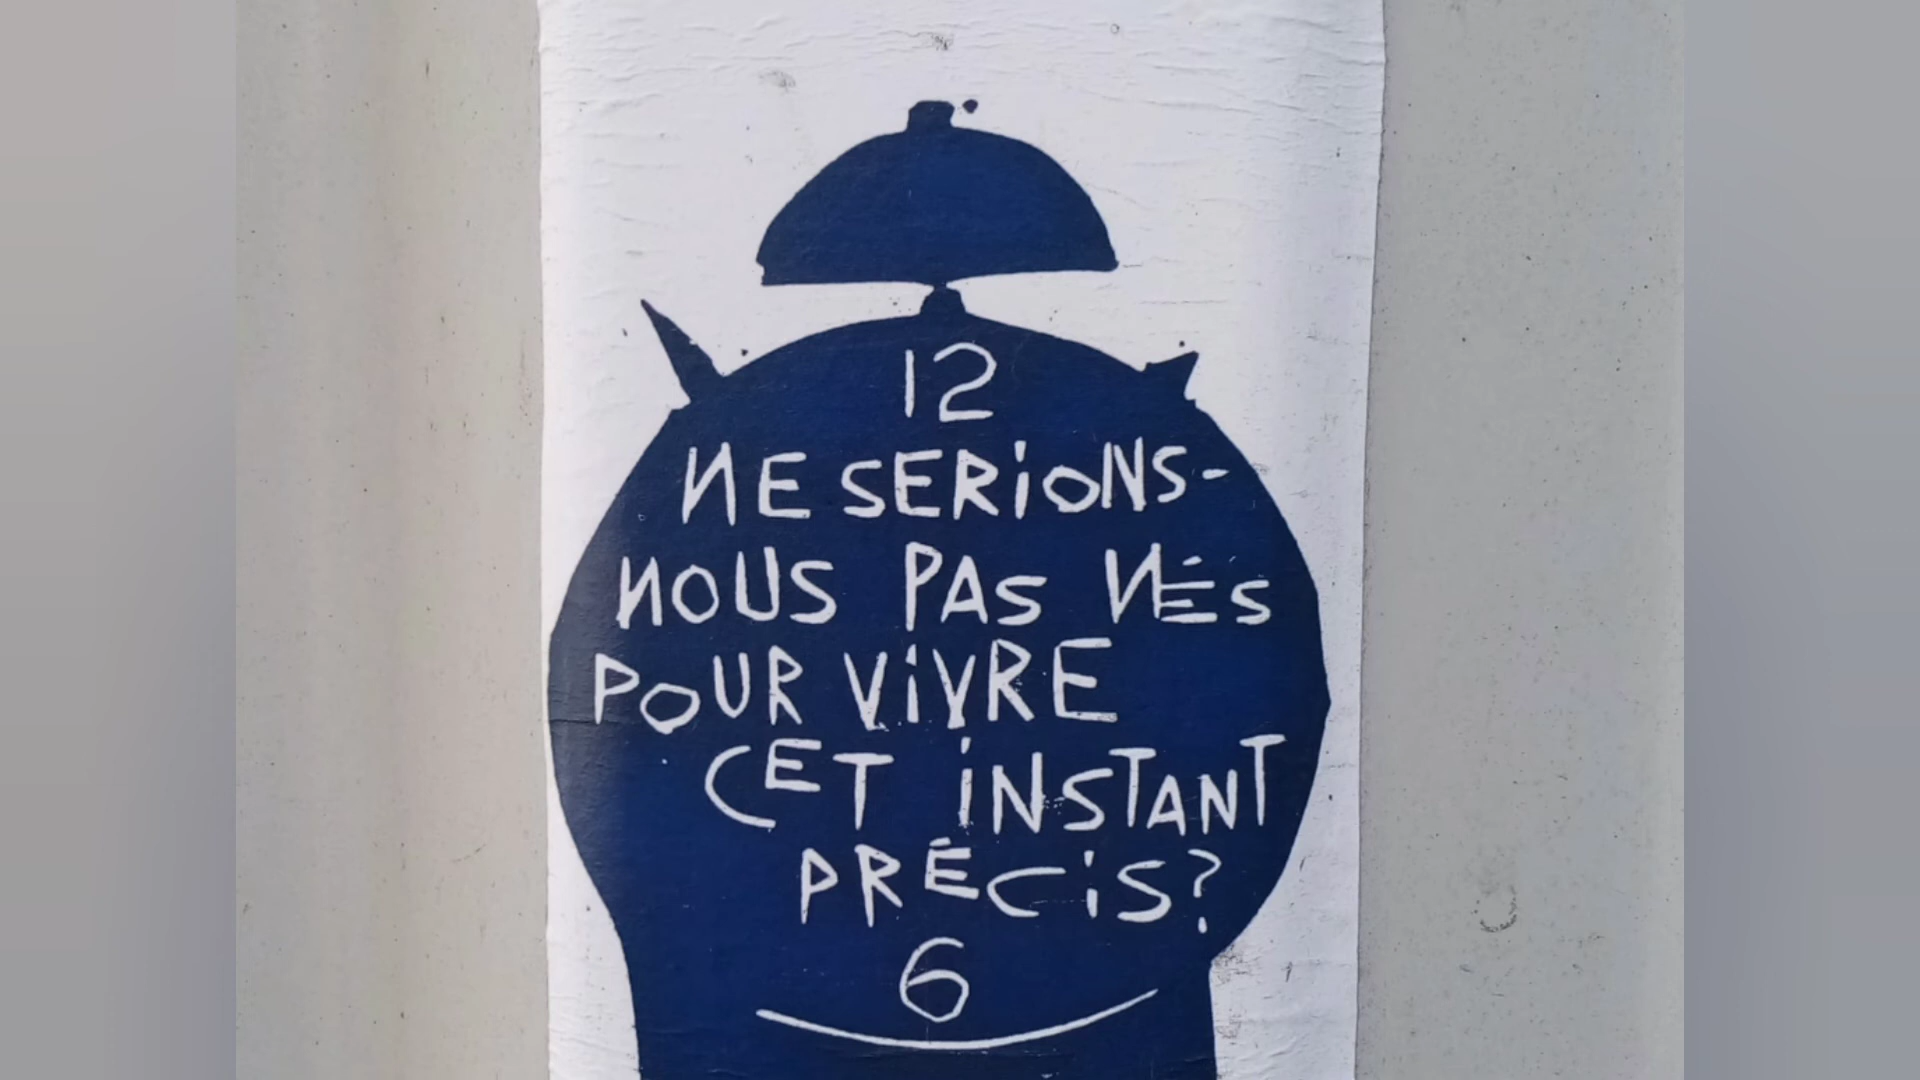 12
NE SERiONS-
NOUS PAS NÉS
POUR ViVRE
CET iNSTANT
PRÉCiS?
6